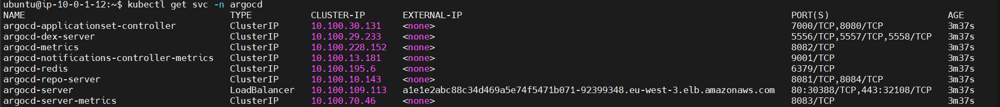 ubuntu@ip-10-0-1-12:~$ kubectl get svc -n argocd
NAME TYPE CLUSTER-IP EXTERNAL-IP PORT(S) AGE
argocd-applicationset-controller ClusterIP 10.100.30.131 <none> 7000/TCP,8080/TCP 3m37s
argocd-dex-server ClusterIP 10.100.29.233 <none> 5556/TCP,5557/TCP,5558/TCP 3m37s
argocd-metrics ClusterIP 10.100.228.152 <none> 8082/TCP 3m37s
argocd-notifications-controller-metrics ClusterIP 10.100.13.181 <none> 9001/TCP 3m37s
argocd-redis ClusterIP 10.100.195.6 <none> 6379/TCP 3m37s
argocd-repo-server ClusterIP 10.100.10.143 <none> 8081/TCP,8084/TCP 3m37s
argocd-server LoadBalancer 10.100.109.113 a1e1e2abc88c34d469a5e74f5471b071-92399348.eu-west-3.elb.amazonaws.com 80:30388/TCP,443:32108/TCP 3m37s
argocd-server-metrics ClusterIP 10.100.70.46 <none> 8083/TCP 3m37s